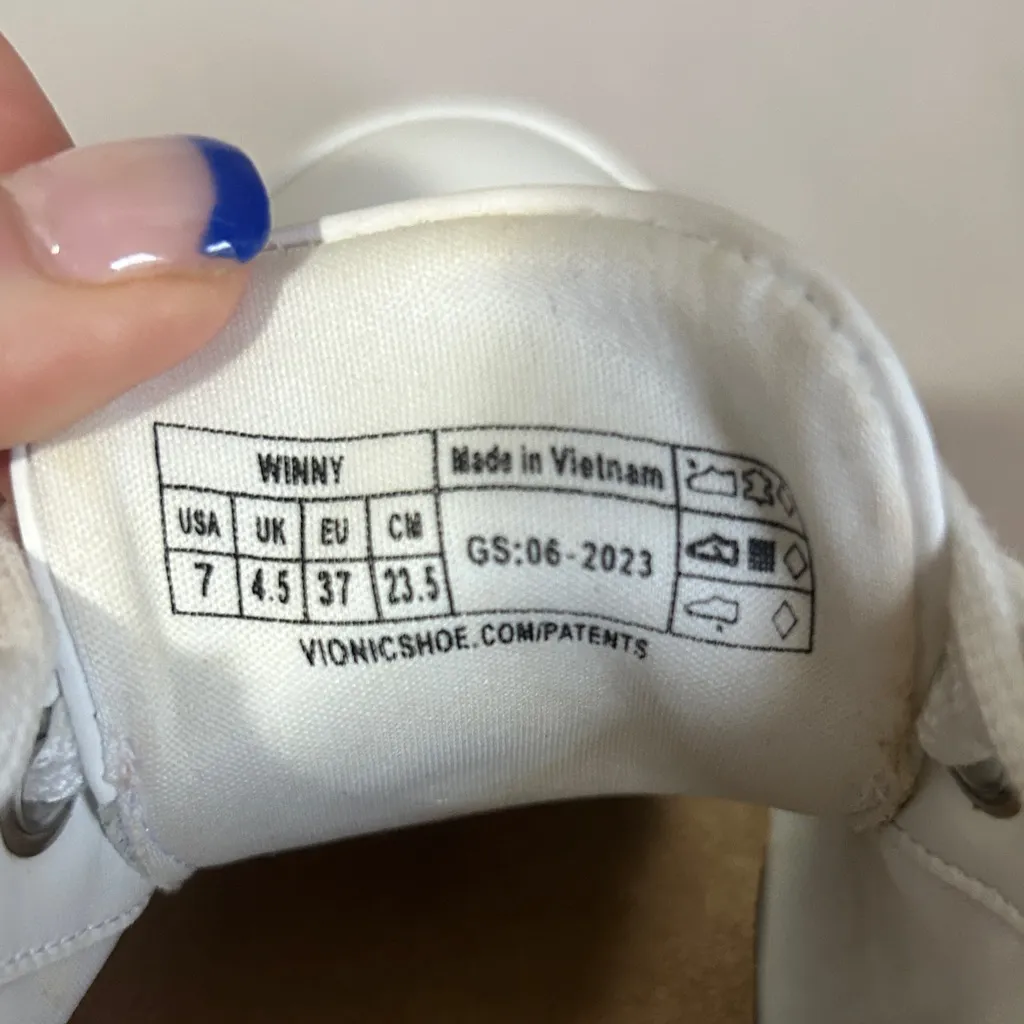 WINNY
Made in Vietnam
USA UK EU CM
7 4.5 37 23.5
GS:06-2023
VIONICSHOE.COM/PATENTS